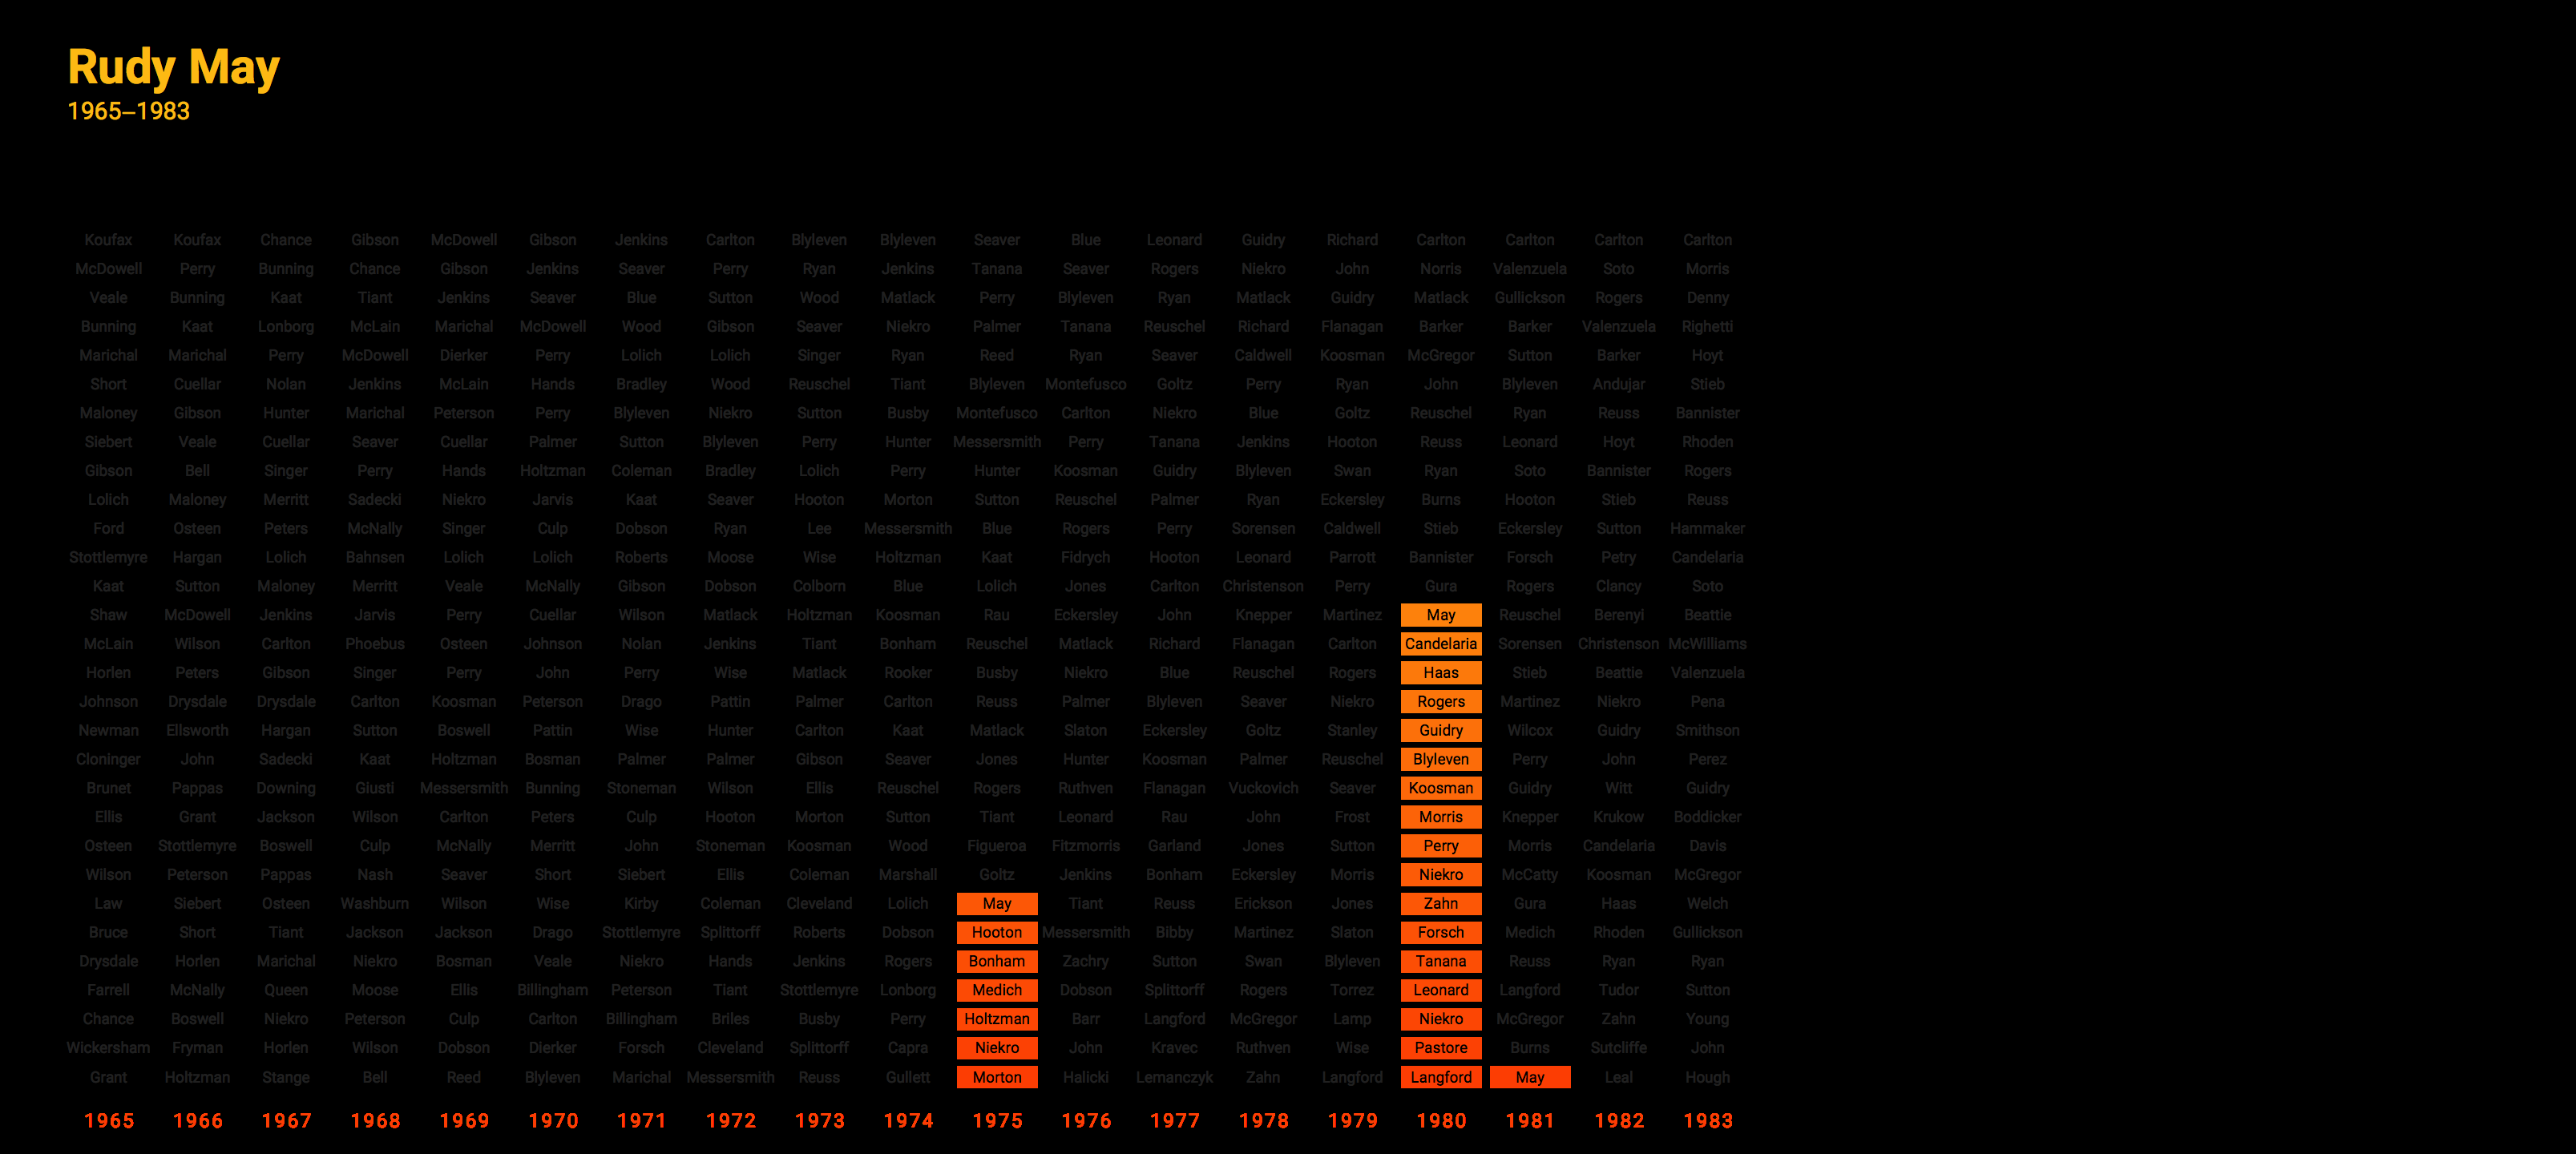 Rudy May
1965–1983
Koufax Koufax Chance Gibson McDowell Gibson Jenkins Carlton Blyleven Blyleven Seaver Blue Leonard Guidry Richard Carlton Carlton Carlton Carlton
McDowell Perry Bunning Chance Gibson Jenkins Seaver Perry Ryan Jenkins Tanana Seaver Rogers Niekro John Norris Valenzuela Soto Morris
Veale Bunning Kaat Tiant Jenkins Seaver Blue Sutton Wood Matlack Perry Blyleven Ryan Matlack Guidry Matlack Gullickson Rogers Denny
Bunning Kaat Lonborg McLain Marichal McDowell Wood Gibson Seaver Niekro Palmer Tanana Reuschel Richard Flanagan Barker Barker Valenzuela Righetti
Marichal Marichal Perry McDowell Dierker Perry Lolich Lolich Singer Ryan Reed Ryan Seaver Caldwell Koosman McGregor Sutton Barker Hoyt
Short Cuellar Nolan Jenkins McLain Hands Bradley Wood Reuschel Tiant Blyleven Montefusco Goltz Perry Ryan John Blyleven Andujar Stieb
Maloney Gibson Hunter Marichal Peterson Perry Blyleven Niekro Sutton Busby Montefusco Carlton Niekro Blue Goltz Reuschel Ryan Reuss Bannister
Siebert Veale Cuellar Seaver Cuellar Palmer Sutton Blyleven Perry Hunter Messersmith Perry Tanana Jenkins Hooton Reuss Leonard Hoyt Rhoden
Gibson Bell Singer Perry Hands Holtzman Coleman Bradley Lolich Perry Hunter Koosman Guidry Blyleven Swan Ryan Soto Bannister Rogers
Lolich Maloney Merritt Sadecki Niekro Jarvis Kaat Seaver Hooton Morton Sutton Reuschel Palmer Ryan Eckersley Burns Hooton Stieb Reuss
Ford Osteen Peters McNally Singer Culp Dobson Ryan Lee Messersmith Blue Rogers Perry Sorensen Caldwell Stieb Eckersley Sutton Hammaker
Stottlemyre Hargan Lolich Bahnsen Lolich Lolich Roberts Moose Wise Holtzman Kaat Fidrych Hooton Leonard Parrott Bannister Forsch Petry Candelaria
Kaat Sutton Maloney Merritt Veale McNally Gibson Dobson Colborn Blue Lolich Jones Carlton Christenson Perry Gura Rogers Clancy Soto
Shaw McDowell Jenkins Jarvis Perry Cuellar Wilson Matlack Holtzman Koosman Rau Eckersley John Knepper Martinez May Reuschel Berenyi Beattie
McLain Wilson Carlton Phoebus Osteen Johnson Nolan Jenkins Tiant Bonham Reuschel Matlack Richard Flanagan Carlton Candelaria Sorensen Christenson McWilliams
Horlen Peters Gibson Singer Perry John Perry Wise Matlack Rooker Busby Niekro Blue Reuschel Rogers Haas Stieb Beattie Valenzuela
Johnson Drysdale Drysdale Carlton Koosman Peterson Drago Pattin Palmer Carlton Reuss Palmer Blyleven Seaver Niekro Rogers Martinez Niekro Pena
Newman Ellsworth Hargan Sutton Boswell Pattin Wise Hunter Carlton Kaat Matlack Slaton Eckersley Goltz Stanley Guidry Wilcox Guidry Smithson
Cloninger John Sadecki Kaat Holtzman Bosman Palmer Palmer Gibson Seaver Jones Hunter Koosman Palmer Reuschel Blyleven Perry John Perez
Brunet Pappas Downing Giusti Messersmith Bunning Stoneman Wilson Ellis Reuschel Rogers Ruthven Flanagan Vuckovich Seaver Koosman Guidry Witt Guidry
Ellis Grant Jackson Wilson Carlton Peters Culp Hooton Morton Sutton Tiant Leonard Rau John Frost Morris Knepper Krukow Boddicker
Osteen Stottlemyre Boswell Culp McNally Merritt John Stoneman Koosman Wood Figueroa Fitzmorris Garland Jones Sutton Perry Morris Candelaria Davis
Wilson Peterson Pappas Nash Seaver Short Siebert Ellis Coleman Marshall Goltz Jenkins Bonham Eckersley Morris Niekro McCatty Koosman McGregor
Law Siebert Osteen Washburn Wilson Wise Kirby Coleman Cleveland Lolich May Tiant Reuss Erickson Jones Zahn Gura Haas Welch
Bruce Short Tiant Jackson Jackson Drago Stottlemyre Splittorff Roberts Dobson Hooton Messersmith Bibby Martinez Slaton Forsch Medich Rhoden Gullickson
Drysdale Horlen Marichal Niekro Bosman Veale Niekro Hands Jenkins Rogers Bonham Zachry Sutton Swan Blyleven Tanana Reuss Ryan Ryan
Farrell McNally Queen Moose Ellis Billingham Peterson Tiant Stottlemyre Lonborg Medich Dobson Splittorff Rogers Torrez Leonard Langford Tudor Sutton
Chance Boswell Niekro Peterson Culp Carlton Billingham Briles Busby Perry Holtzman Barr Langford McGregor Lamp Niekro McGregor Zahn Young
Wickersham Fryman Horlen Wilson Dobson Dierker Forsch Cleveland Splittorff Capra Niekro John Kravec Ruthven Wise Pastore Burns Sutcliffe John
Grant Holtzman Stange Bell Reed Blyleven Marichal Messersmith Reuss Gullett Morton Halicki Lemanczyk Zahn Langford Langford May Leal Hough
1965 1966 1967 1968 1969 1970 1971 1972 1973 1974 1975 1976 1977 1978 1979 1980 1981 1982 1983